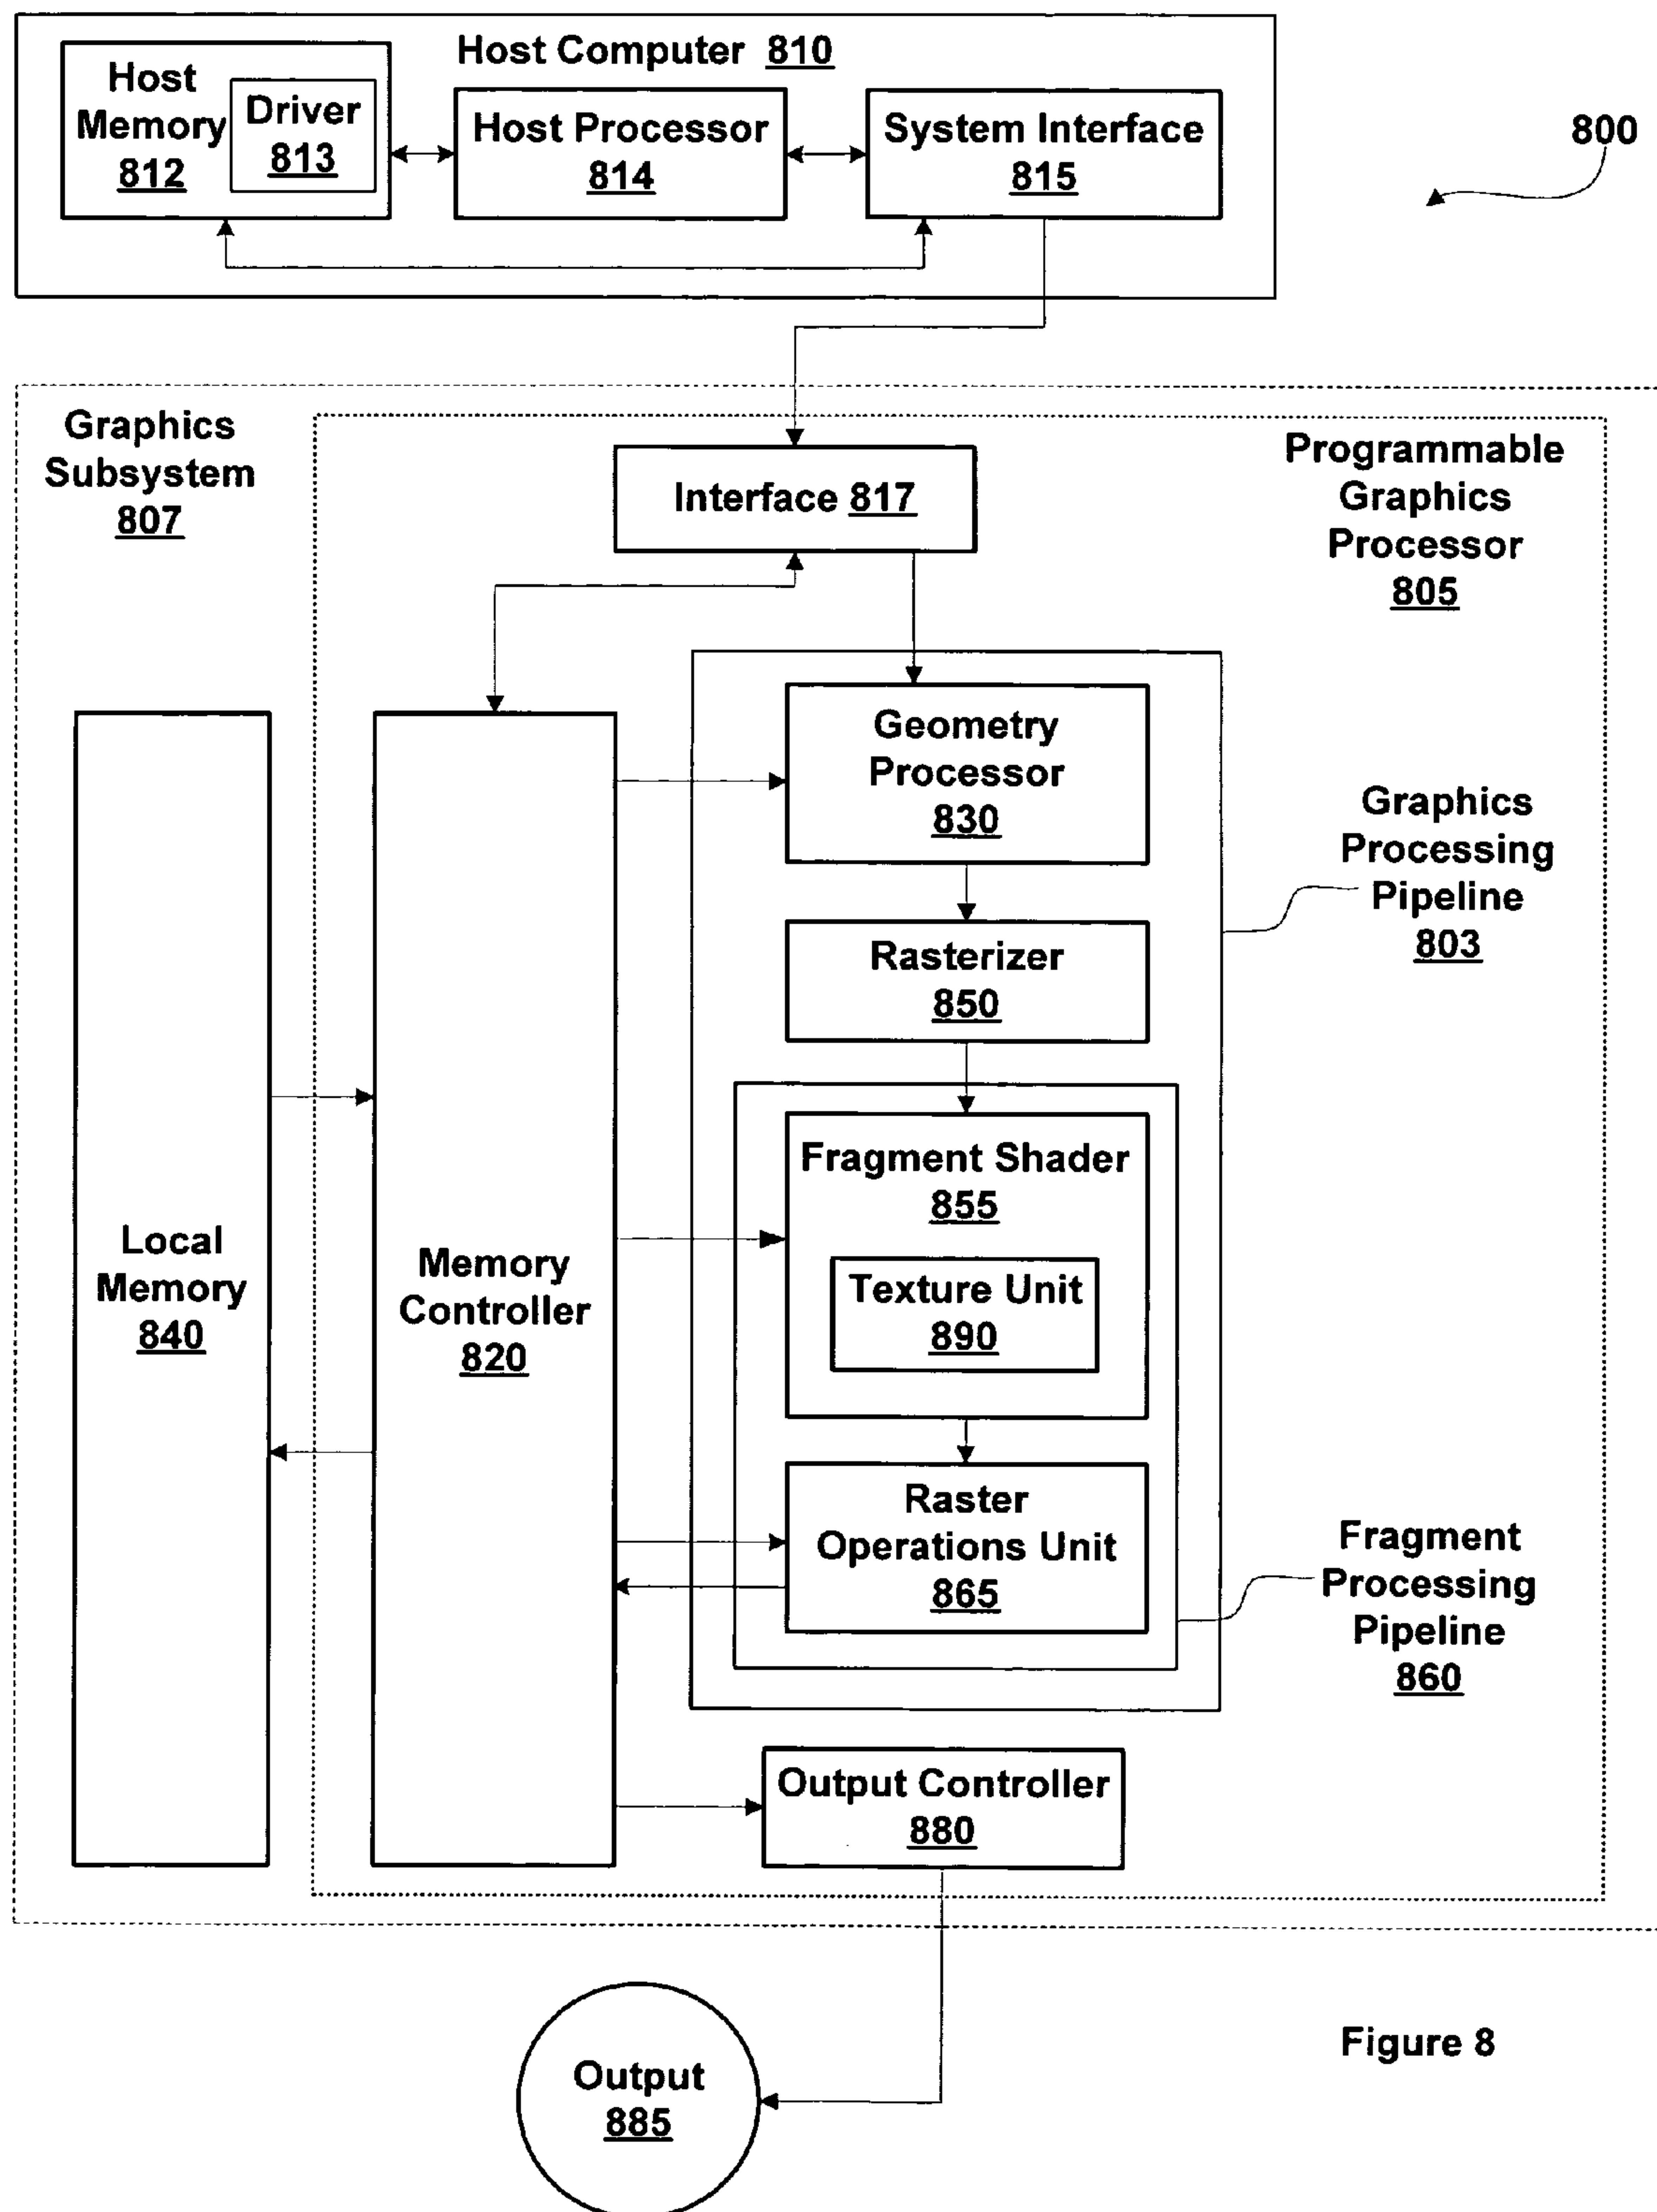 Host Computer 810
Host
Memory
812
Driver
813
Host Processor
814
System Interface
815
800
Graphics
Subsystem
807
Interface 817
Programmable
Graphics
Processor
805
Geometry
Processor
830
Graphics
Processing
Pipeline
803
Rasterizer
850
Fragment Shader
855
Texture Unit
890
Local
Memory
840
Memory
Controller
820
Raster
Operations Unit
865
Fragment
Processing
Pipeline
860
Output Controller
880
Output
885
Figure 8